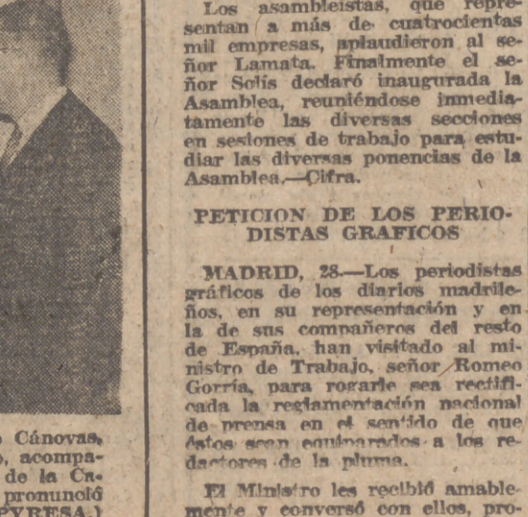 Los asambleístas, que repre-
sentan a más de cuatrocientas
mil empresas, aplaudieron al se-
ñor Lamata. Finalmente el se-
ñor Solís declaró inaugurada la
Asamblea, reuniéndose inmedia-
tamente las diversas secciones
en sesiones de trabajo para estu-
diar las diversas ponencias de la
Asamblea.—Cifra.
PETICION DE LOS PERIO-
DISTAS GRAFICOS
MADRID, 28.—Los periodistas
gráficos de los diarios madrile-
ños, en su representación y en
la de sus compañeros del resto
de España, han visitado al mi-
nistro de Trabajo, señor Romeo
Gorría, para rogarle sea rectifi-
cada la reglamentación nacional
de prensa en el sentido de que
éstos sean equiparados a los re-
dactores de la pluma.
El Ministro les recibió amable-
mente y conversó con ellos, pro-
Cánovas,
o, acompa-
de la Ca-
pronunció
PYRESA.)